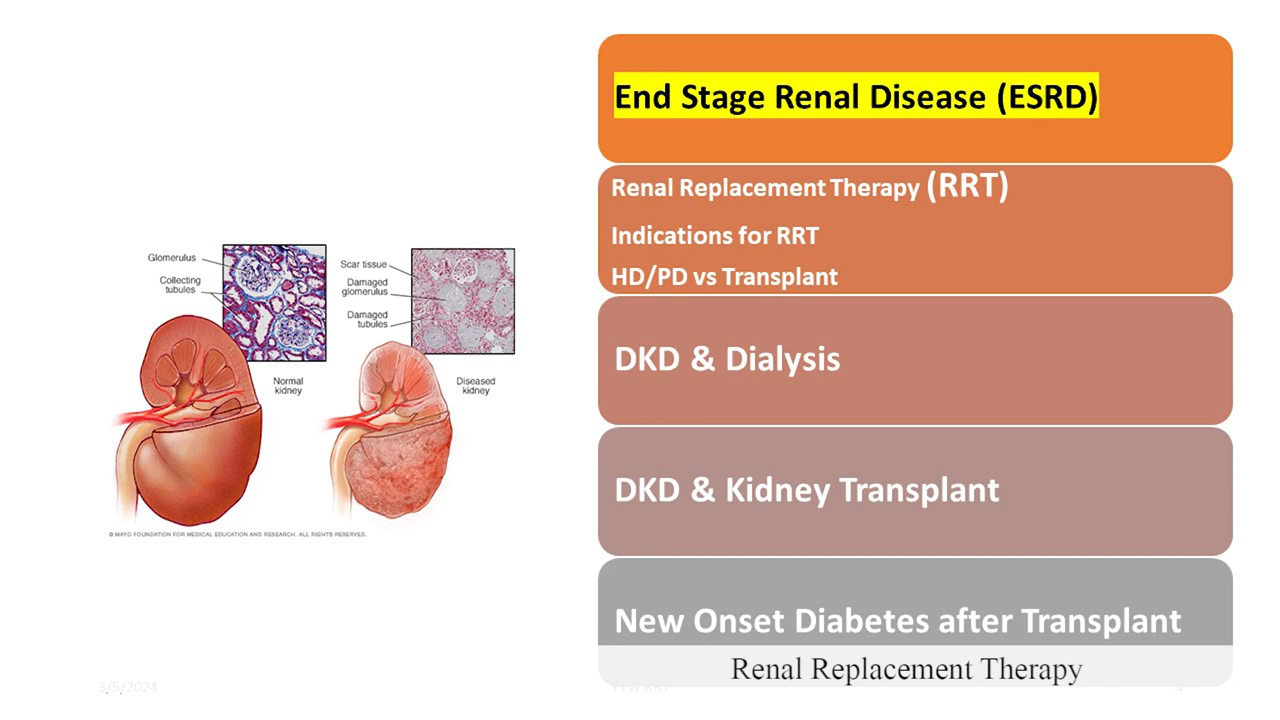 End Stage Renal Disease (ESRD)
Renal Replacement Therapy (RRT)
Indications for RRT
HD/PD vs Transplant
DKD & Dialysis
DKD & Kidney Transplant
New Onset Diabetes after Transplant
Renal Replacement Therapy
Glomerulus
Collecting
tubules
Normal
kidney
Scar tissue
Damaged
glomerulus
Damaged
tubules
Diseased
kidney
© MAYO FOUNDATION FOR MEDICAL EDUCATION AND RESEARCH. ALL RIGHTS RESERVED.
3/5/2024
4